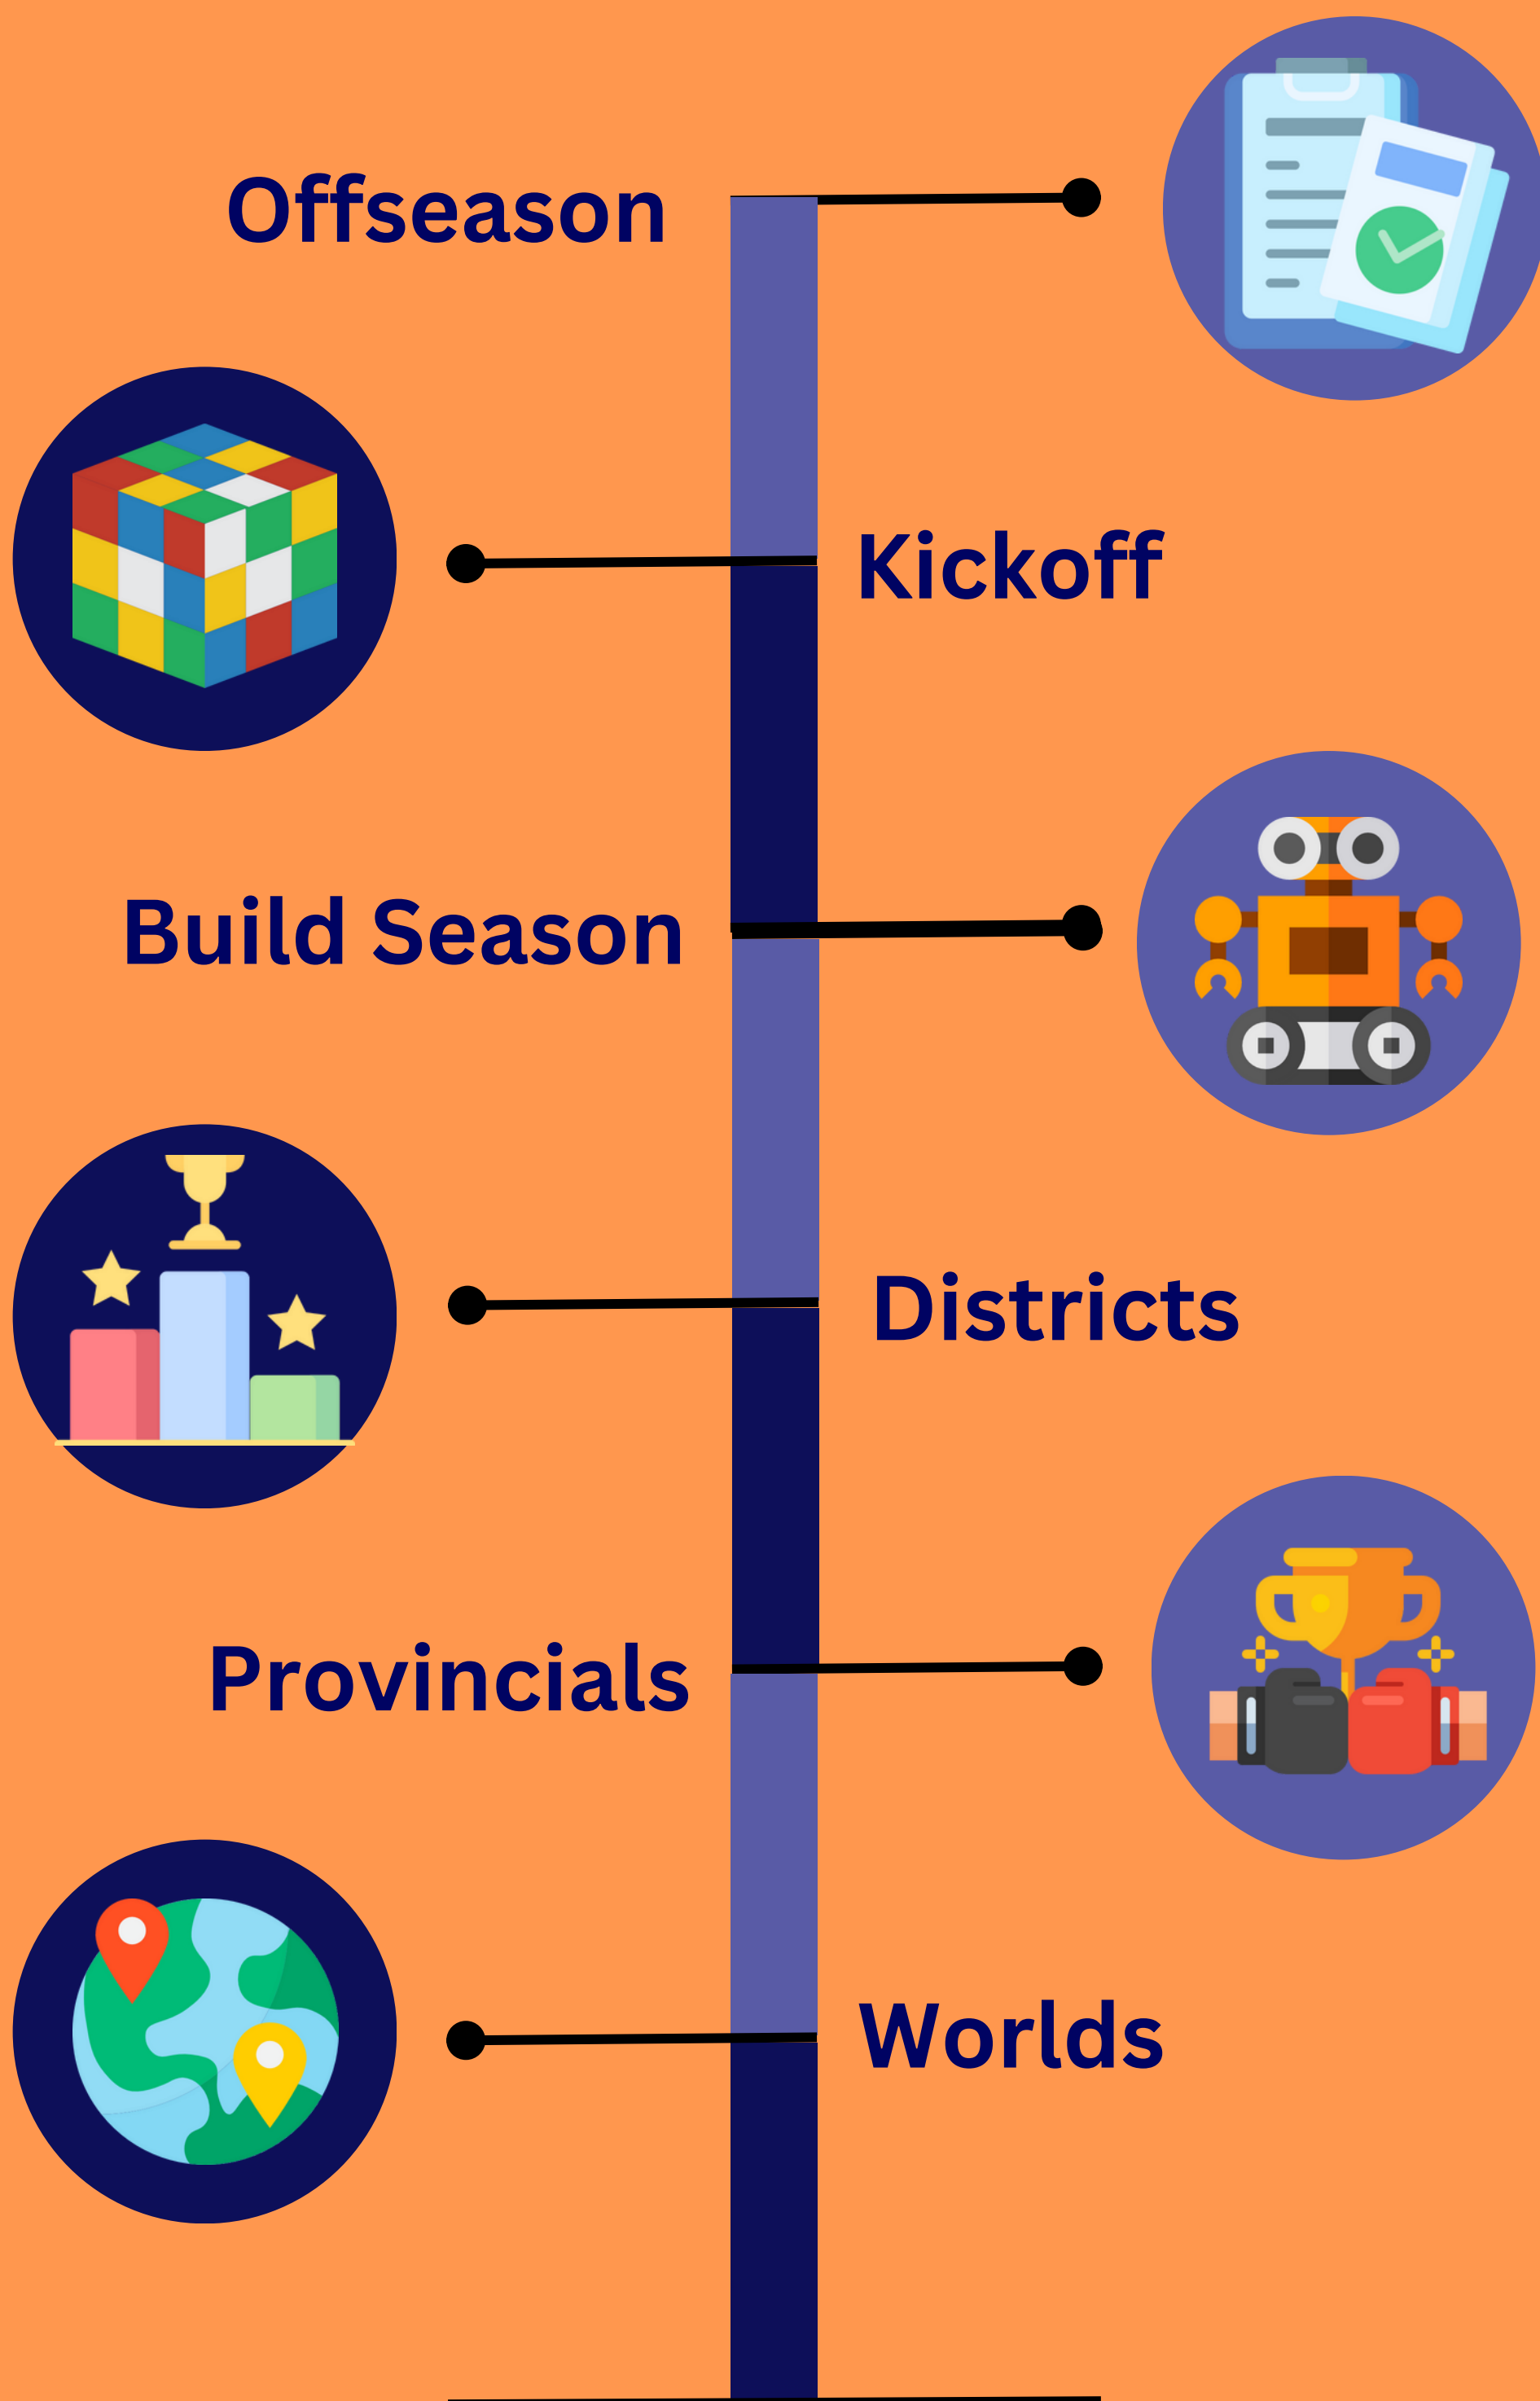 Offseason
Kickoff
Build Season
Districts
Provincials
Worlds